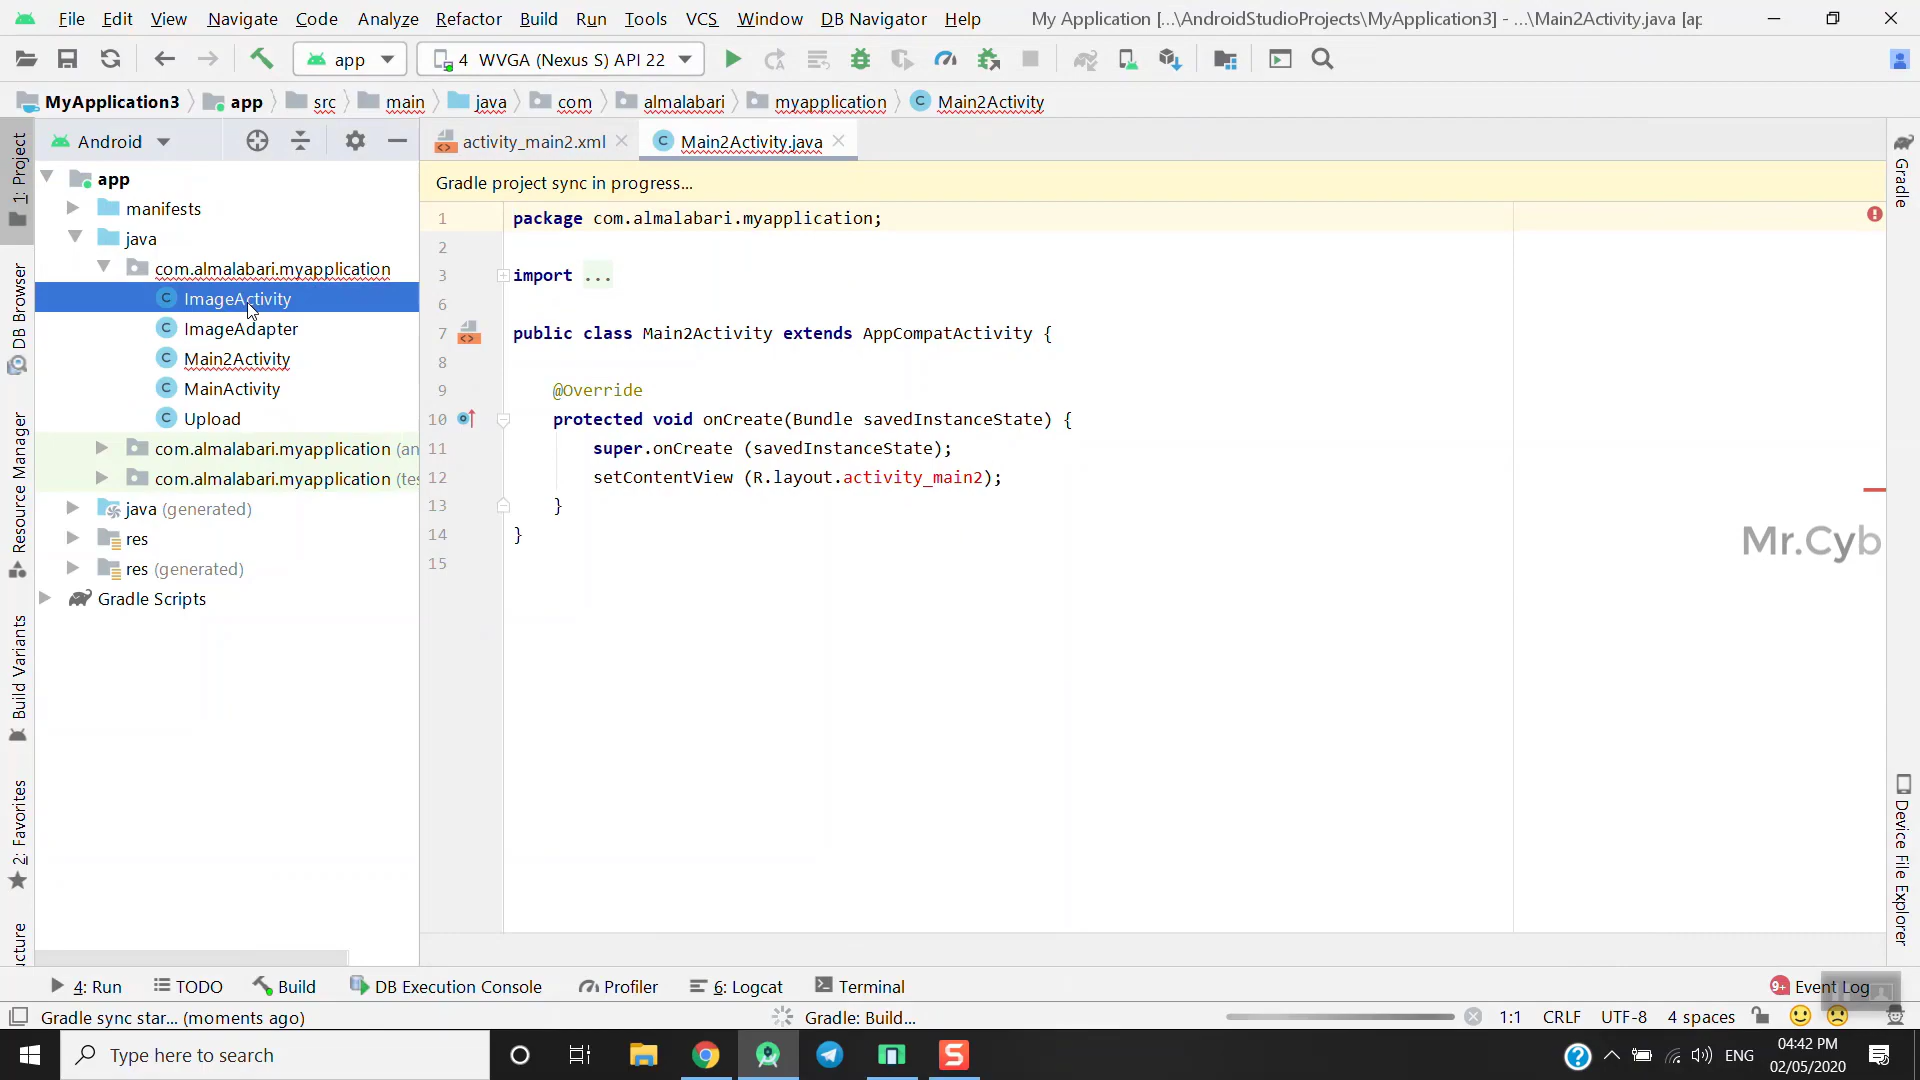 File Edit View Navigate Code Analyze Refactor Build Run Tools VCS Window DB Navigator Help My Application [...\AndroidStudioProjects\MyApplication3] - ...\Main2Activity.java [ap
app 4 WVGA (Nexus S) API 22
MyApplication3 app src main java com almalabari myapplication Main2Activity
Android
activity_main2.xml Main2Activity.java
Gradle project sync in progress...
1: Project
DB Browser
Resource Manager
Build Variants
2: Favorites
ucture
app
manifests
java
com.almalabari.myapplication
ImageActivity
ImageAdapter
Main2Activity
MainActivity
Upload
com.almalabari.myapplication (an
com.almalabari.myapplication (tes
java (generated)
res
res (generated)
Gradle Scripts
1 package com.almalabari.myapplication;
2
3 import ...
6
7 public class Main2Activity extends AppCompatActivity {
8
9 @Override
10 protected void onCreate(Bundle savedInstanceState) {
11 super.onCreate (savedInstanceState);
12 setContentView (R.layout.activity_main2);
13 }
14 }
15
Mr.Cyb
Gradle
Device File Explorer
4: Run TODO Build DB Execution Console Profiler 6: Logcat Terminal 9+ Event Log
Gradle sync star... (moments ago) Gradle: Build... 1:1 CRLF UTF-8 4 spaces
Type here to search
ENG
04:42 PM
02/05/2020